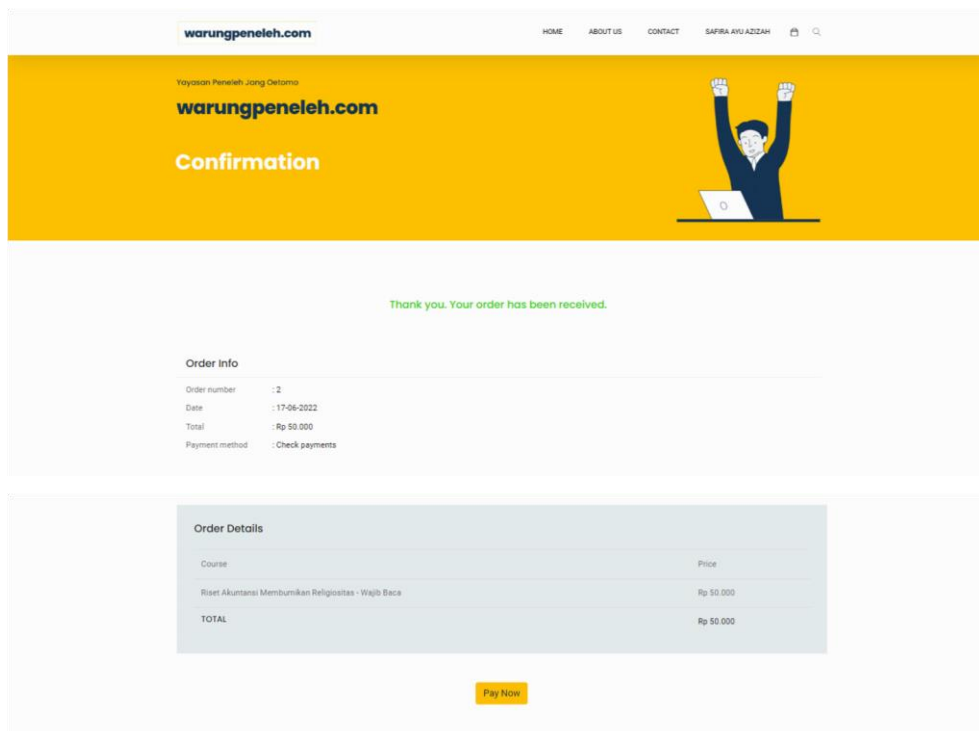 warungpeneleh.com HOME ABOUT US CONTACT SAFIRA AYU AZIZAH
Yayasan Peneleh Jang Oetomo
warungpeneleh.com
Confirmation
Thank you. Your order has been received.
Order Info
Order number : 2
Date : 17-06-2022
Total : Rp 50.000
Payment method : Check payments
Order Details
Course Price
Riset Akuntansi Membumikan Religiositas - Wajib Baca Rp 50.000
TOTAL Rp 50.000
Pay Now